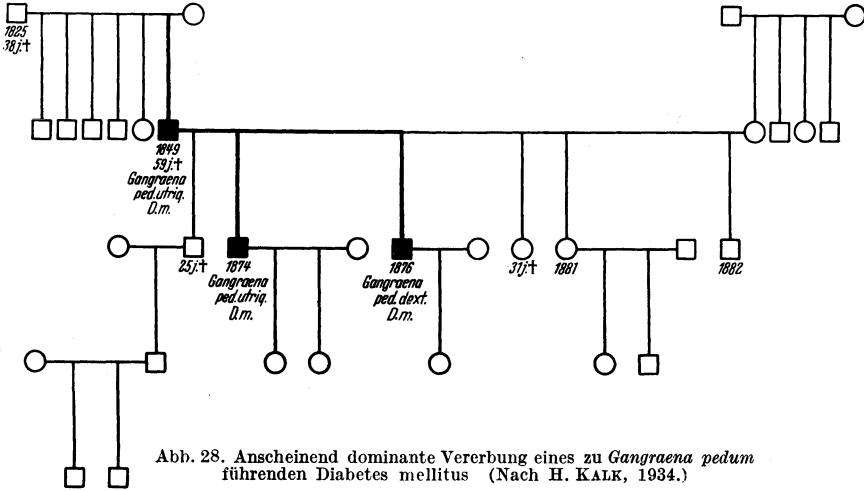 1825
38j.†
1849
59j.†
Gangraena
ped.utriq.
D.m.
25j.†
1874
Gangraena
ped.utriq.
D.m.
1876
Gangraena
ped. dext.
D.m.
31j.†
1881
1882
Abb. 28. Anscheinend dominante Vererbung eines zu Gangraena pedum
führenden Diabetes mellitus (Nach H. KALK, 1934.)